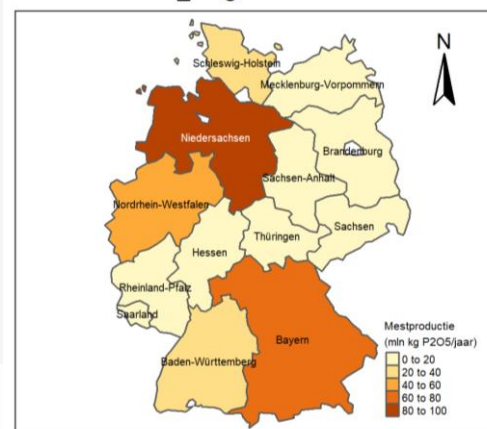 N
Schleswig-Holstein
Mecklenburg-Vorpommern
Niedersachsen
Brandenburg
Sachsen-Anhalt
Nordrhein-Westfalen
Sachsen
Thüringen
Hessen
Rheinland-Pfalz
Saarland
Bayern
Baden-Württemberg
Mestproductie
(mln kg P2O5/jaar)
0 to 20
20 to 40
40 to 60
60 to 80
80 to 100